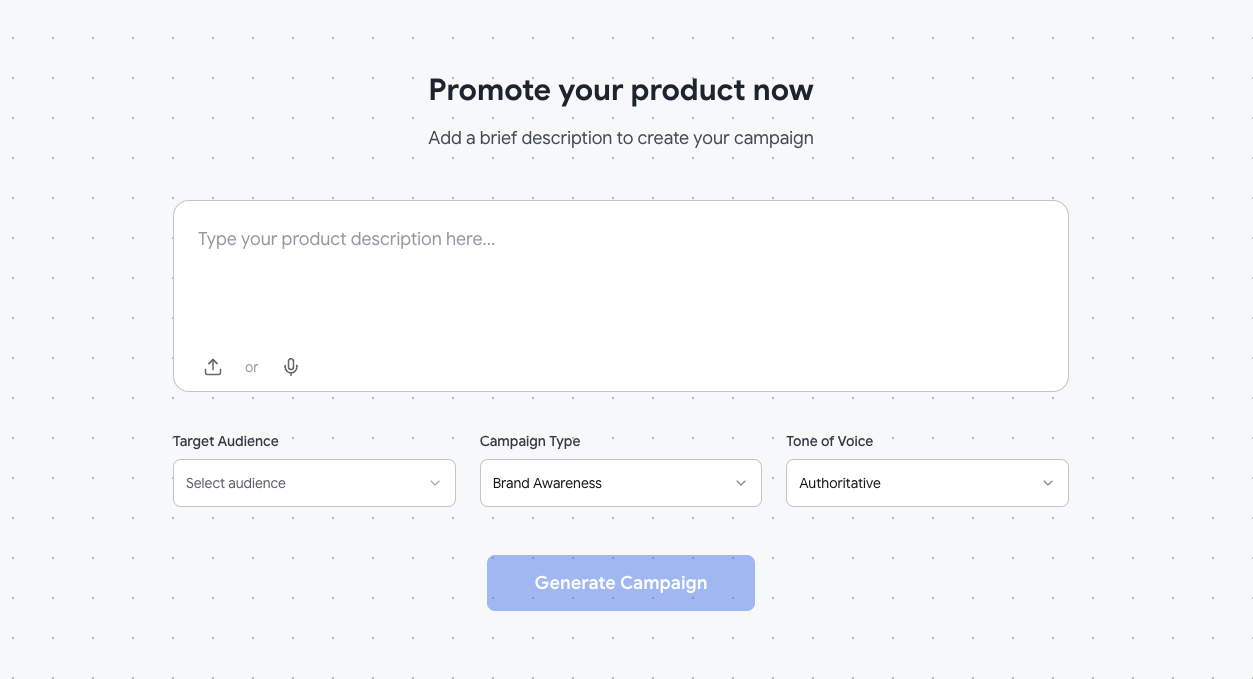 Promote your product now
Add a brief description to create your campaign
Type your product description here...
or
Target Audience
Campaign Type
Tone of Voice
Select audience
Brand Awareness
Authoritative
Generate Campaign